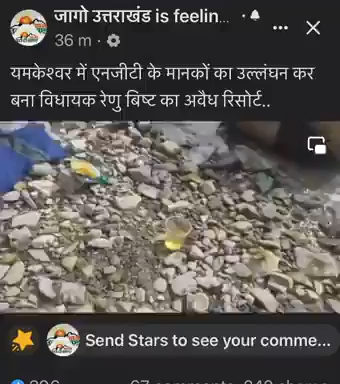 जागो उत्तराखंड is feelin...
36 m
यमकेश्वर में एनजीटी के मानकों का उल्लंघन कर
बना विधायक रेणु बिष्ट का अवैध रिसोर्ट..
Send Stars to see your comme...